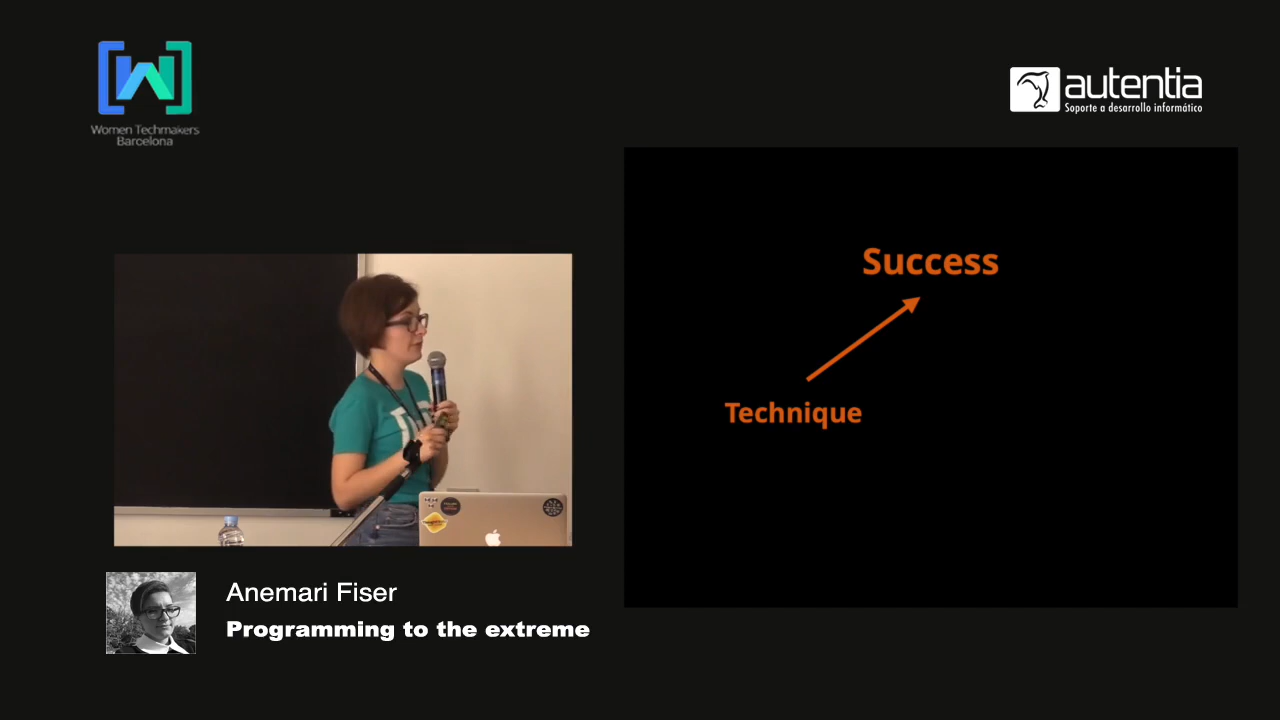 Women Techmakers
Barcelona
autentia
Soporte a desarrollo informático
Success
Technique
Anemari Fiser
Programming to the extreme